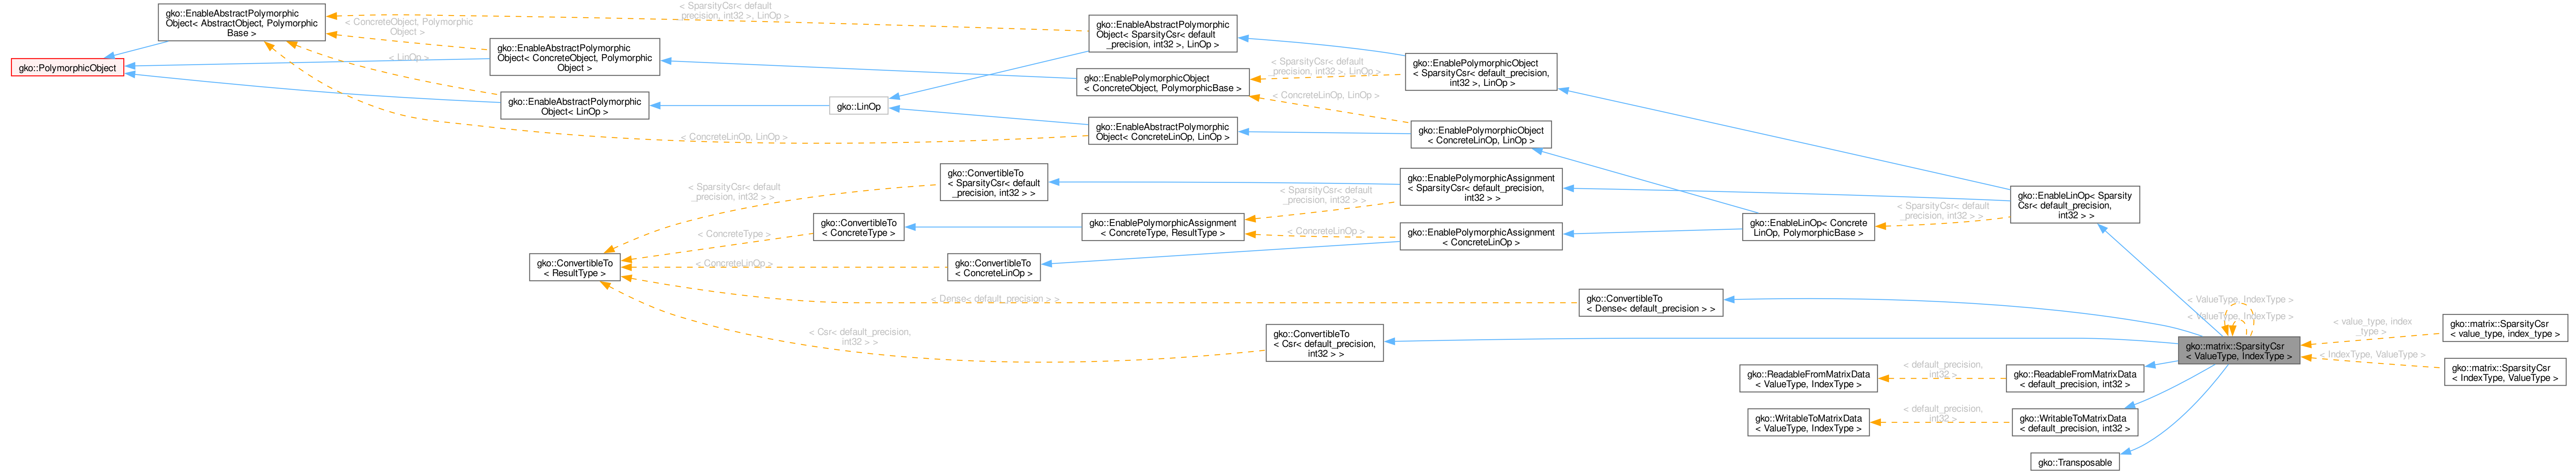 gko::EnableAbstractPolymorphic
Object< AbstractObject, Polymorphic
Base >
gko::PolymorphicObject
< ConcreteObject, Polymorphic
Object >
< LinOp >
gko::EnableAbstractPolymorphic
Object< ConcreteObject, Polymorphic
Object >
gko::EnableAbstractPolymorphic
Object< LinOp >
< SparsityCsr< default
_precision, int32 >, LinOp >
< ConcreteLinOp, LinOp >
gko::LinOp
gko::EnableAbstractPolymorphic
Object< SparsityCsr< default
_precision, int32 >, LinOp >
gko::EnablePolymorphicObject
< ConcreteObject, PolymorphicBase >
gko::EnableAbstractPolymorphic
Object< ConcreteLinOp, LinOp >
< SparsityCsr< default
_precision, int32 >, LinOp >
< ConcreteLinOp, LinOp >
gko::EnablePolymorphicObject
< SparsityCsr< default_precision,
int32 >, LinOp >
gko::EnablePolymorphicObject
< ConcreteLinOp, LinOp >
gko::ConvertibleTo
< ResultType >
< SparsityCsr< default
_precision, int32 > >
< ConcreteType >
< ConcreteLinOp >
< Dense< default_precision > >
< Csr< default_precision,
int32 > >
gko::ConvertibleTo
< SparsityCsr< default
_precision, int32 > >
gko::ConvertibleTo
< ConcreteType >
gko::ConvertibleTo
< ConcreteLinOp >
gko::EnablePolymorphicAssignment
< ConcreteType, ResultType >
< SparsityCsr< default
_precision, int32 > >
< ConcreteLinOp >
gko::EnablePolymorphicAssignment
< SparsityCsr< default_precision,
int32 > >
gko::EnablePolymorphicAssignment
< ConcreteLinOp >
gko::ConvertibleTo
< Dense< default_precision > >
gko::ConvertibleTo
< Csr< default_precision,
int32 > >
gko::EnableLinOp< Concrete
LinOp, PolymorphicBase >
< SparsityCsr< default
_precision, int32 > >
gko::EnableLinOp< Sparsity
Csr< default_precision,
int32 > >
gko::ReadableFromMatrixData
< ValueType, IndexType >
< default_precision,
int32 >
gko::ReadableFromMatrixData
< default_precision, int32 >
gko::WritableToMatrixData
< ValueType, IndexType >
< default_precision,
int32 >
gko::WritableToMatrixData
< default_precision, int32 >
gko::Transposable
< ValueType, IndexType >
< ValueType, IndexType >
gko::matrix::SparsityCsr
< ValueType, IndexType >
< value_type, index
_type >
< IndexType, ValueType >
gko::matrix::SparsityCsr
< value_type, index_type >
gko::matrix::SparsityCsr
< IndexType, ValueType >